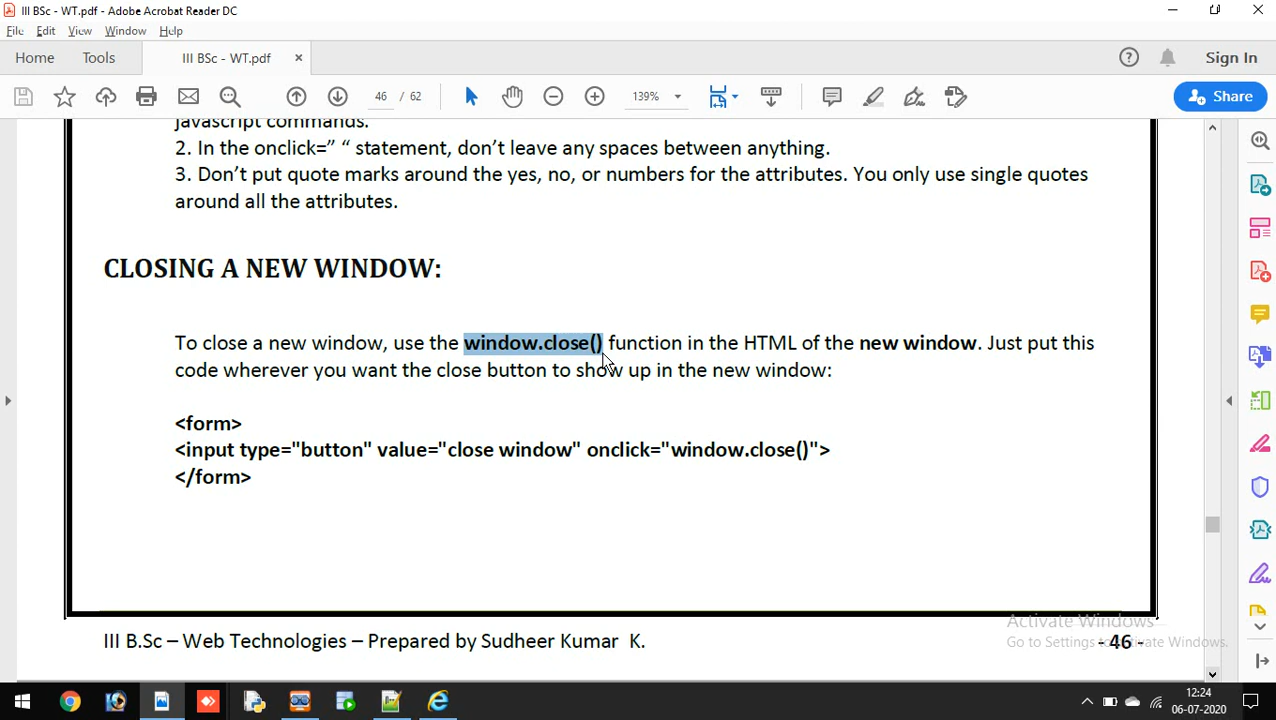 III BSc - WT.pdf - Adobe Acrobat Reader DC
File Edit View Window Help
Home Tools III BSc - WT.pdf × Sign In
46 / 62 139% Share
javascript commands.
2. In the onclick=” “ statement, don’t leave any spaces between anything.
3. Don’t put quote marks around the yes, no, or numbers for the attributes. You only use single quotes
around all the attributes.
CLOSING A NEW WINDOW:
To close a new window, use the window.close() function in the HTML of the new window. Just put this
code wherever you want the close button to show up in the new window:
<form>
<input type="button" value="close window" onclick="window.close()">
</form>
Activate Windows
Go to Settings to activate Windows.
III B.Sc – Web Technologies – Prepared by Sudheer Kumar K. - 46 -
12:24
06-07-2020